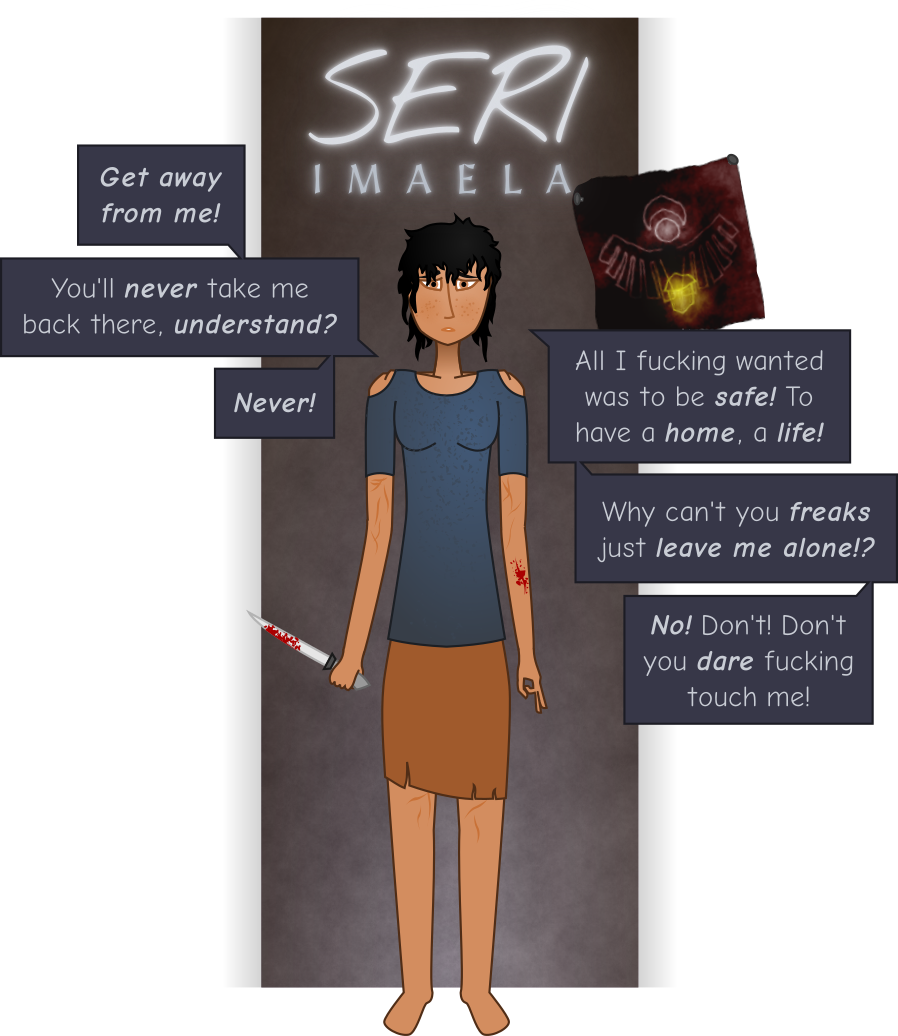 SERI
IMAELA
Get away
from me!
You'll never take me
back there, understand?
Never!
All I fucking wanted
was to be safe! To
have a home, a life!
Why can't you freaks
just leave me alone!?
No! Don't! Don't
you dare fucking
touch me!